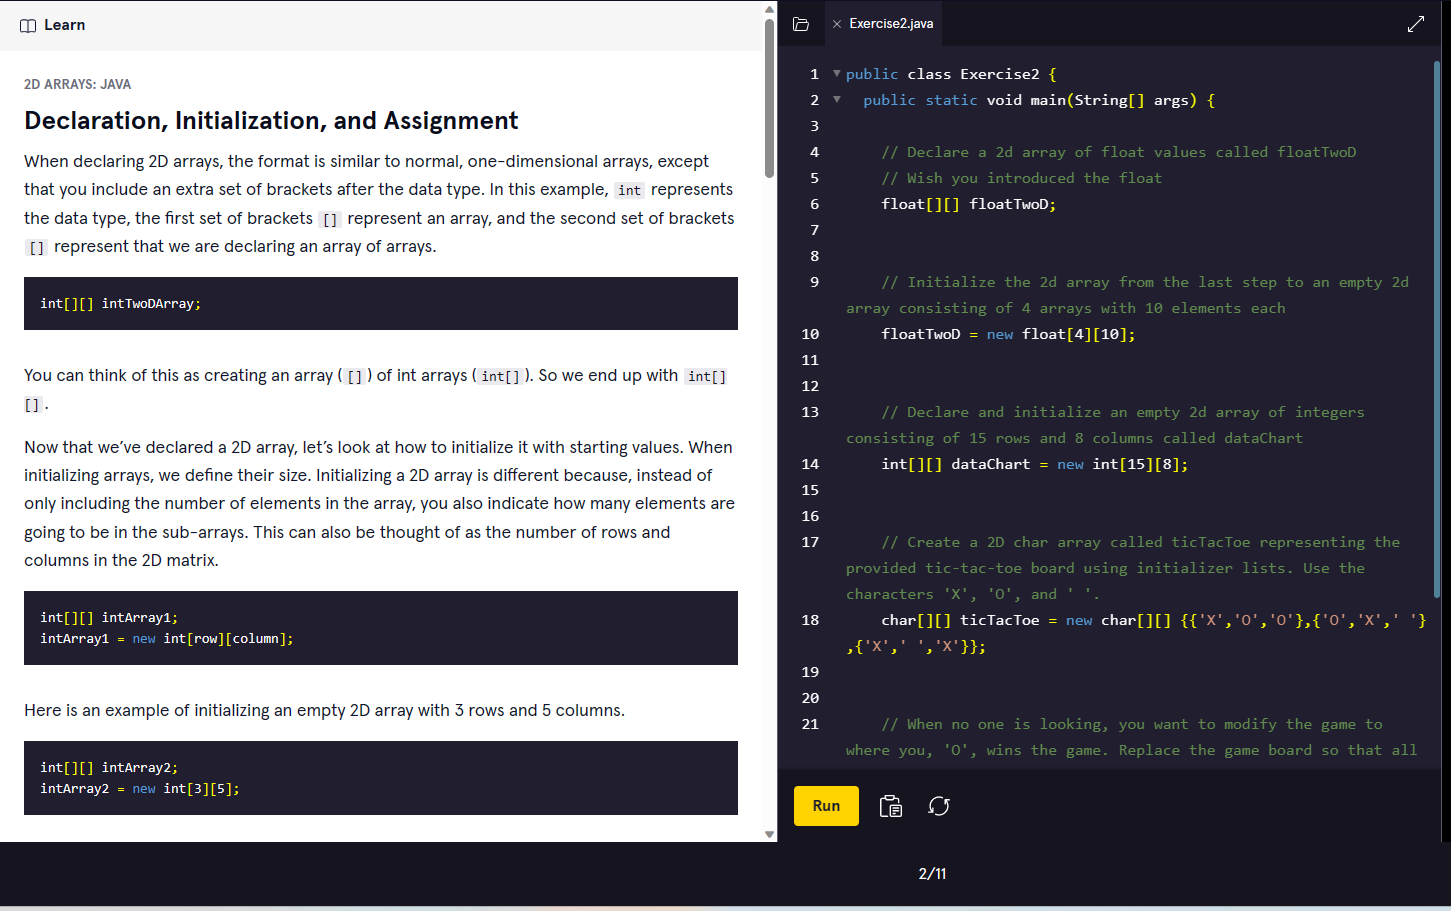 Learn
2D ARRAYS: JAVA
Declaration, Initialization, and Assignment
When declaring 2D arrays, the format is similar to normal, one-dimensional arrays, except
that you include an extra set of brackets after the data type. In this example, int represents
the data type, the first set of brackets [] represent an array, and the second set of brackets
[] represent that we are declaring an array of arrays.
int[][] intTwoDArray;
You can think of this as creating an array ( [] ) of int arrays ( int[] ). So we end up with int[]
[] .
Now that we've declared a 2D array, let's look at how to initialize it with starting values. When
initializing arrays, we define their size. Initializing a 2D array is different because, instead of
only including the number of elements in the array, you also indicate how many elements are
going to be in the sub-arrays. This can also be thought of as the number of rows and
columns in the 2D matrix.
int[][] intArray1;
intArray1 = new int[row][column];
Here is an example of initializing an empty 2D array with 3 rows and 5 columns.
int[][] intArray2;
intArray2 = new int[3][5];
Exercise2.java
1 public class Exercise2 {
2 public static void main(String[] args) {
3
4 // Declare a 2d array of float values called floatTwoD
5 // Wish you introduced the float
6 float[][] floatTwoD;
7
8
9 // Initialize the 2d array from the last step to an empty 2d
array consisting of 4 arrays with 10 elements each
10 floatTwoD = new float[4][10];
11
12
13 // Declare and initialize an empty 2d array of integers
consisting of 15 rows and 8 columns called dataChart
14 int[][] dataChart = new int[15][8];
15
16
17 // Create a 2D char array called ticTacToe representing the
provided tic-tac-toe board using initializer lists. Use the
characters 'X', 'O', and ' '.
18 char[][] ticTacToe = new char[][] {{'X','O','O'},{'O','X',' '}
,{'X',' ','X'}};
19
20
21 // When no one is looking, you want to modify the game to
where you, 'O', wins the game. Replace the game board so that all
Run
2/11